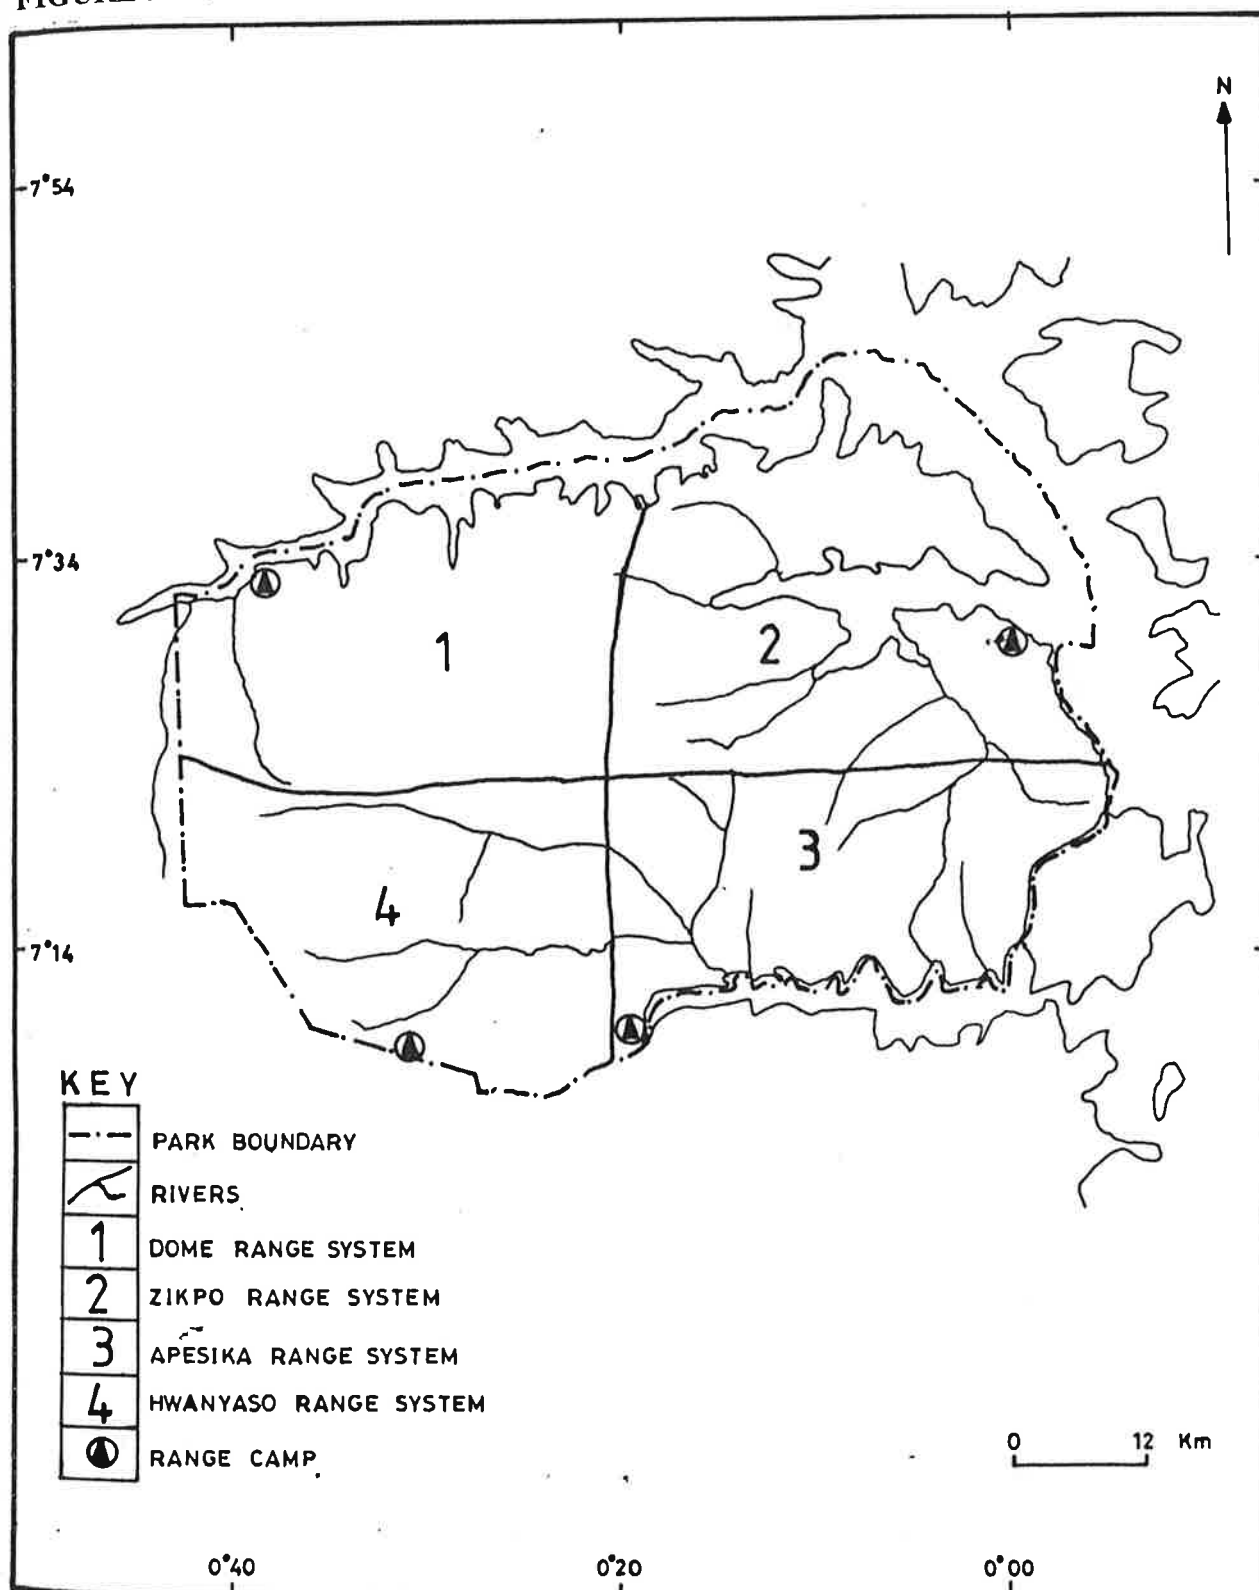 FIGURE
N
7°54
7°34
1
2
3
4
7°14
KEY
PARK BOUNDARY
RIVERS
1 DOME RANGE SYSTEM
2 ZIKPO RANGE SYSTEM
3 APESIKA RANGE SYSTEM
4 HWANYASO RANGE SYSTEM
RANGE CAMP
0 12 Km
0°40 0°20 0°00